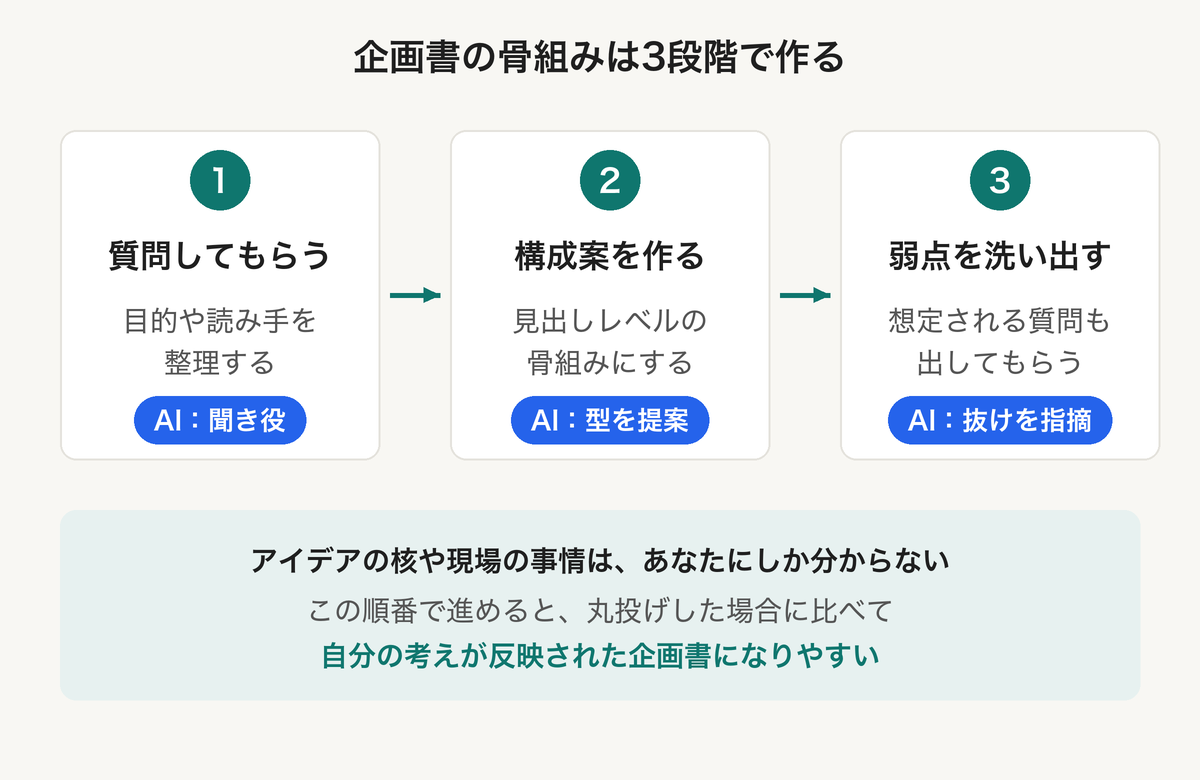 企画書の骨組みは3段階で作る
1
質問してもらう
目的や読み手を
整理する
AI：聞き役
2
構成案を作る
見出しレベルの
骨組みにする
AI：型を提案
3
弱点を洗い出す
想定される質問も
出してもらう
AI：抜けを指摘
アイデアの核や現場の事情は、あなたにしか分からない
この順番で進めると、丸投げした場合に比べて
自分の考えが反映された企画書になりやすい